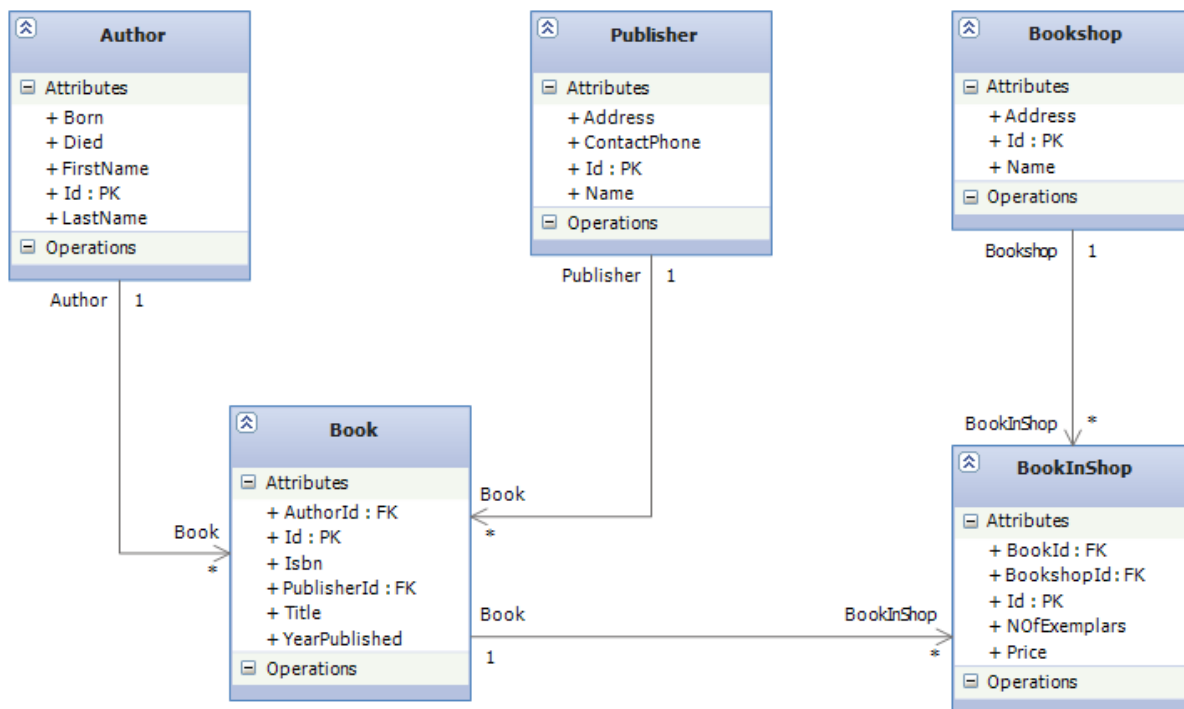 Author
Attributes
+ Born
+ Died
+ FirstName
+ Id : PK
+ LastName
Operations
Publisher
Attributes
+ Address
+ ContactPhone
+ Id : PK
+ Name
Operations
Bookshop
Attributes
+ Address
+ Id : PK
+ Name
Operations
Author 1
Publisher 1
Bookshop 1
Book
*
Book
*
BookInShop *
Book
Attributes
+ AuthorId : FK
+ Id : PK
+ Isbn
+ PublisherId : FK
+ Title
+ YearPublished
Operations
Book
1
BookInShop
*
BookInShop
Attributes
+ BookId : FK
+ BookshopId : FK
+ Id : PK
+ NOfExemplars
+ Price
Operations